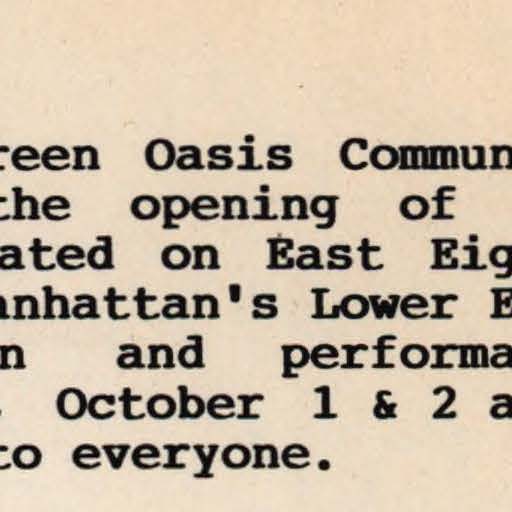 reen Oasis Commun
the opening of
ated on East Eig
anhattan's Lower E
n and performa
October 1 & 2 a
to everyone.